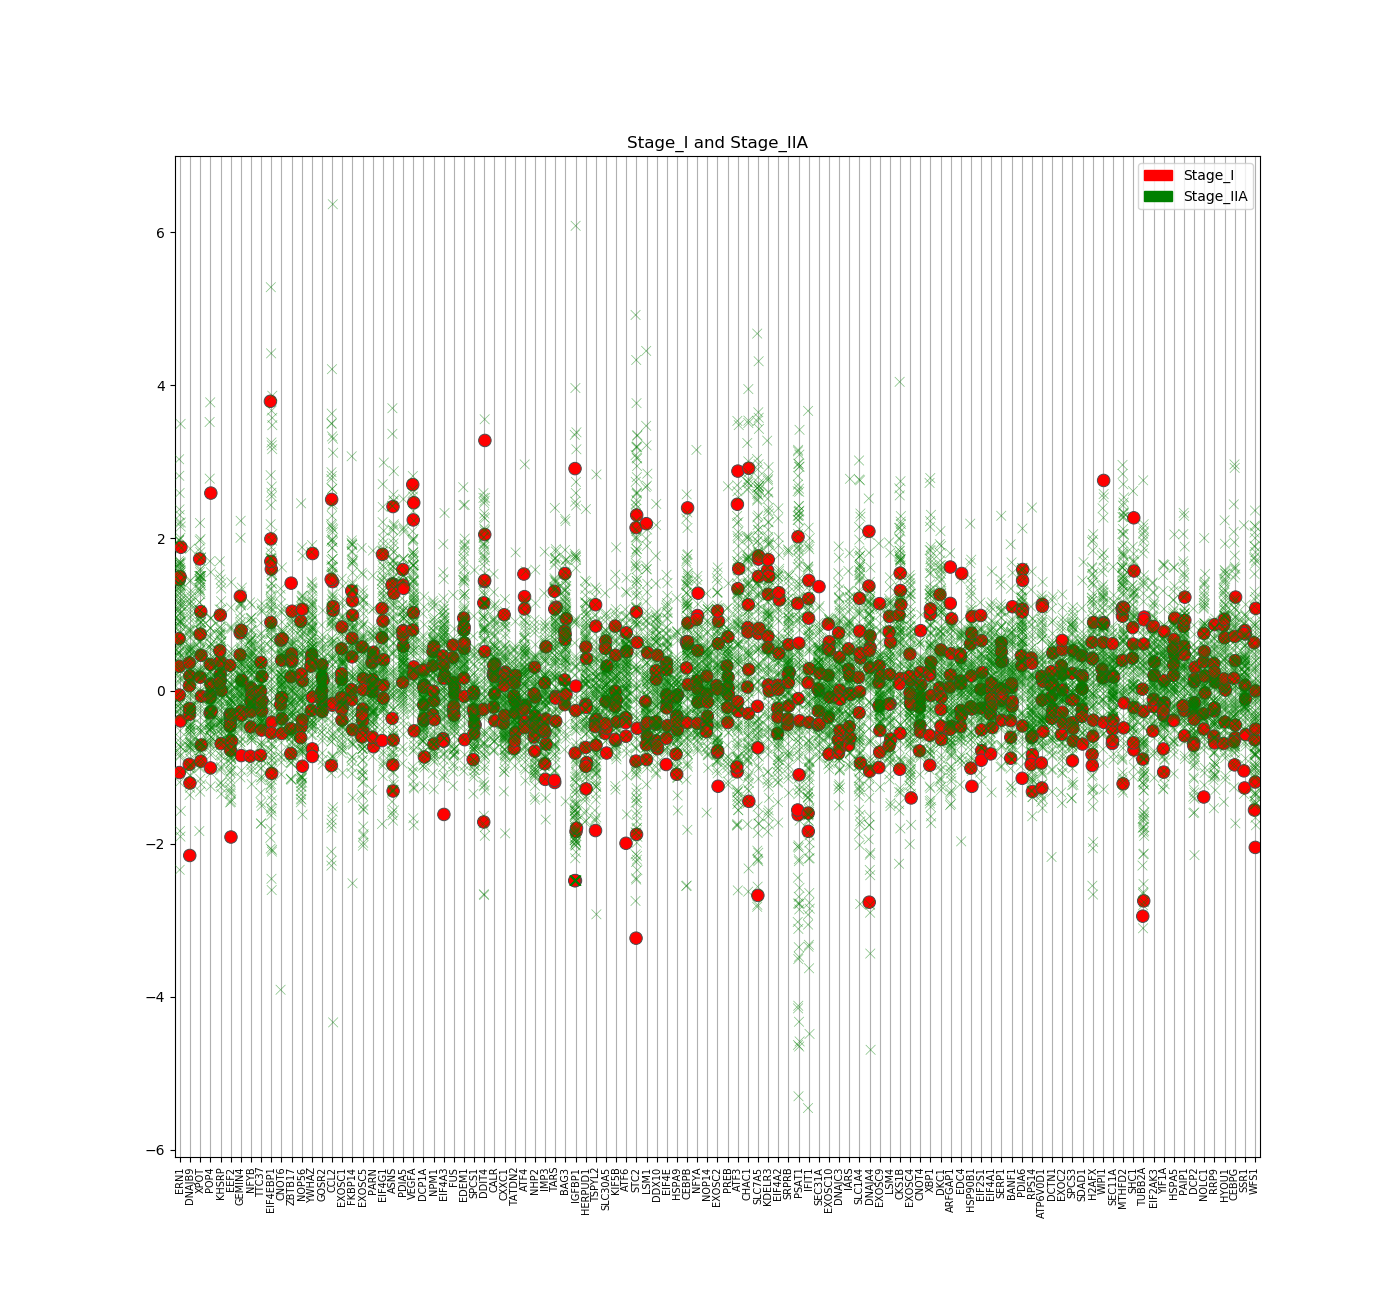 Stage_I and Stage_IIA
Stage_I
Stage_IIA
6
4
2
0
−2
−4
−6
ERN1
DNAJB9
XPOT
POP4
KHSRP
EEF2
GEMIN4
NFYB
TTC37
EIF4EBP1
CNOT6
ZBTB17
NOP56
YWHAZ
GOSR2
CCL2
EXOSC1
FKBP14
EXOSC5
PARN
EIF4G1
ASNS
PDIA5
VEGFA
DCP1A
NPM1
EIF4A3
FUS
EDEM1
SPCS1
DDIT4
CALR
CXXC1
TATDN2
ATF4
NHP2
IMP3
TARS
BAG3
IGFBP1
HERPUD1
TSPYL2
SLC30A5
KIF5B
ATF6
STC2
LSM1
DDX10
EIF4E
HSPA9
CEBPB
NFYA
NOP14
EXOSC2
PREB
ATF3
CHAC1
SLC7A5
KDELR3
EIF4A2
SRPRB
PSAT1
IFIT1
SEC31A
EXOSC10
DNAJC3
IARS
SLC1A4
DNAJA4
EXOSC9
LSM4
CKS1B
EXOSC4
CNOT4
XBP1
DKC1
ARFGAP1
EDC4
HSP90B1
EIF2S1
EIF4A1
SERP1
BANF1
PDIA6
RPS14
ATP6V0D1
DCTN1
EXOC2
SPCS3
SDAD1
H2AFX
WIPI1
SEC11A
MTHFD2
SHC1
TUBB2A
EIF2AK3
YIF1A
HSPA5
PAIP1
DCP2
NOLC1
RRP9
HYOU1
CEBPG
SSR1
WFS1